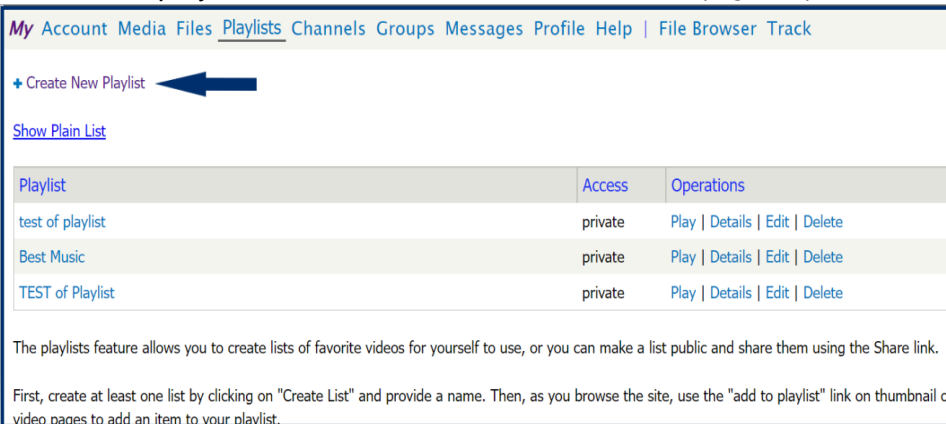 My Account Media Files Playlists Channels Groups Messages Profile Help | File Browser Track
+ Create New Playlist
Show Plain List
Playlist Access Operations
test of playlist private Play | Details | Edit | Delete
Best Music private Play | Details | Edit | Delete
TEST of Playlist private Play | Details | Edit | Delete
The playlists feature allows you to create lists of favorite videos for yourself to use, or you can make a list public and share them using the Share link.
First, create at least one list by clicking on "Create List" and provide a name. Then, as you browse the site, use the "add to playlist" link on thumbnail
video pages to add an item to your playlist.